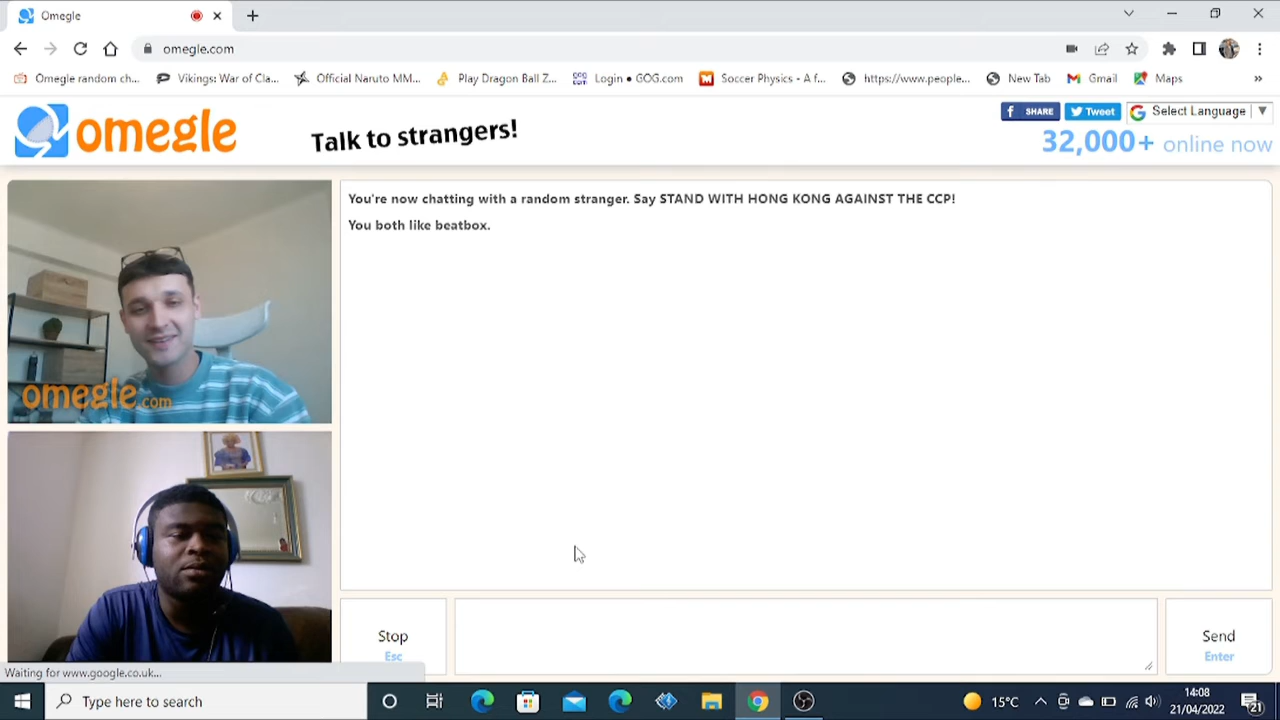 Omegle
omegle.com
Omegle random ch...
Vikings: War of Cla...
Official Naruto MM...
Play Dragon Ball Z...
Login • GOG.com
Soccer Physics - A f...
https://www.people...
New Tab
Gmail
Maps
»
omegle
Talk to strangers!
SHARE
Tweet
Select Language
32,000+ online now
You're now chatting with a random stranger. Say STAND WITH HONG KONG AGAINST THE CCP!
You both like beatbox.
omegle.com
Stop
Esc
Send
Enter
Waiting for www.google.co.uk...
Type here to search
15°C
14:08
21/04/2022
21